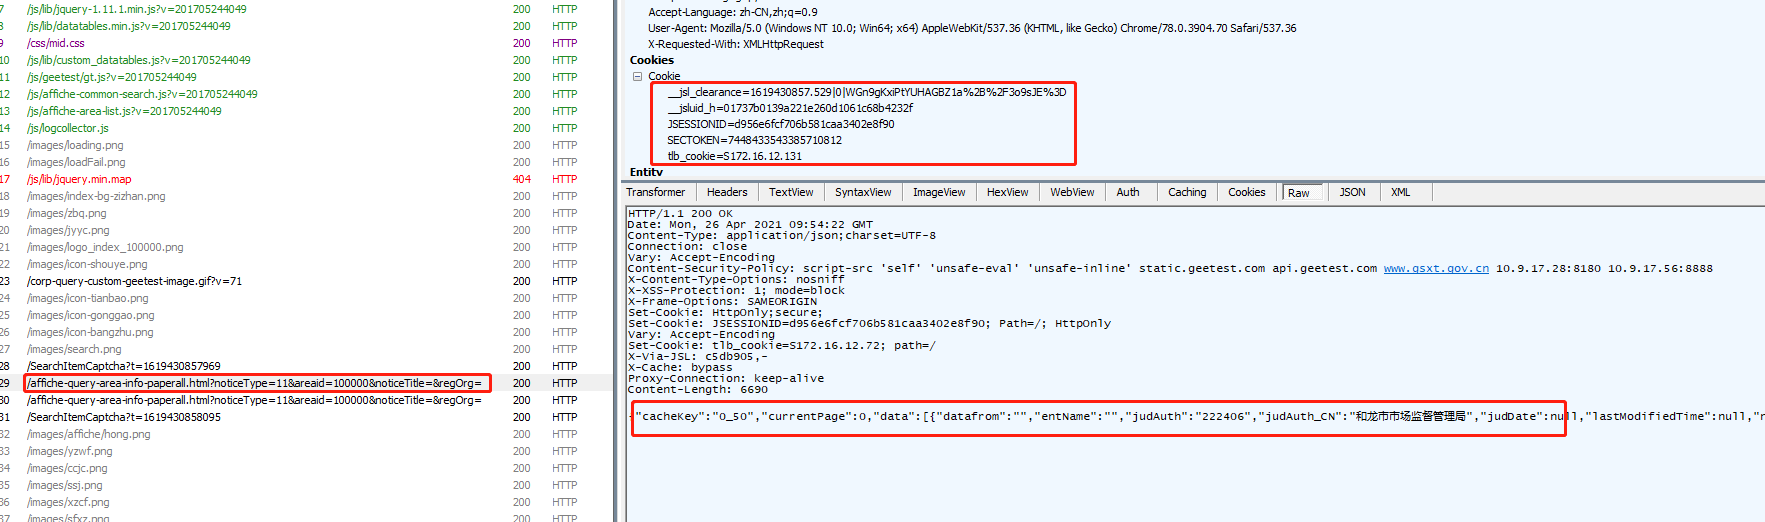 7 /js/lib/jquery-1.11.1.min.js?v=201705244049 200 HTTP
8 /js/lib/datatables.min.js?v=201705244049 200 HTTP
9 /css/mid.css 200 HTTP
10 /js/lib/custom_datatables.js?v=201705244049 200 HTTP
11 /js/geetest/gt.js?v=201705244049 200 HTTP
12 /js/affiche-common-search.js?v=201705244049 200 HTTP
13 /js/affiche-area-list.js?v=201705244049 200 HTTP
14 /js/logcollector.js 200 HTTP
15 /images/loading.png 200 HTTP
16 /images/loadFail.png 200 HTTP
17 /js/lib/jquery.min.map 404 HTTP
18 /images/index-bg-zizhan.png 200 HTTP
19 /images/zbq.png 200 HTTP
20 /images/jyyc.png 200 HTTP
21 /images/logo_index_100000.png 200 HTTP
22 /images/icon-shouye.png 200 HTTP
23 /corp-query-custom-geetest-image.gif?v=71 200 HTTP
24 /images/icon-tianbao.png 200 HTTP
25 /images/icon-gonggao.png 200 HTTP
26 /images/icon-bangzhu.png 200 HTTP
27 /images/search.png 200 HTTP
28 /SearchItemCaptcha?t=1619430857969 200 HTTP
29 /affiche-query-area-info-paperall.html?noticeType=11&areaid=100000&noticeTitle=&regOrg= 200 HTTP
30 /affiche-query-area-info-paperall.html?noticeType=11&areaid=100000&noticeTitle=&regOrg= 200 HTTP
31 /SearchItemCaptcha?t=1619430858095 200 HTTP
32 /images/affiche/hong.png 200 HTTP
33 /images/yzwf.png 200 HTTP
34 /images/ccjc.png 200 HTTP
35 /images/ssj.png 200 HTTP
36 /images/xzcf.png 200 HTTP
37 /images/sfxz.png 200 HTTP
Accept-Language: zh-CN,zh;q=0.9
User-Agent: Mozilla/5.0 (Windows NT 10.0; Win64; x64) AppleWebKit/537.36 (KHTML, like Gecko) Chrome/78.0.3904.70 Safari/537.36
X-Requested-With: XMLHttpRequest
Cookies
Cookie
__jsl_clearance=1619430857.529|0|WGn9gKxiPtYUHAGBZ1a%2B%2F3o9sJE%3D
__jsluid_h=01737b0139a221e260d1061c68b4232f
JSESSIONID=d956e6fcf706b581caa3402e8f90
SECTOKEN=7448433543385710812
tlb_cookie=S172.16.12.131
Entity
Transformer Headers TextView SyntaxView ImageView HexView WebView Auth Caching Cookies Raw JSON XML
HTTP/1.1 200 OK
Date: Mon, 26 Apr 2021 09:54:22 GMT
Content-Type: application/json;charset=UTF-8
Connection: close
Vary: Accept-Encoding
Content-Security-Policy: script-src 'self' 'unsafe-eval' 'unsafe-inline' static.geetest.com api.geetest.com www.gsxt.gov.cn 10.9.17.28:8180 10.9.17.56:8888
X-Content-Type-Options: nosniff
X-XSS-Protection: 1; mode=block
X-Frame-Options: SAMEORIGIN
Set-Cookie: HttpOnly;secure;
Set-Cookie: JSESSIONID=d956e6fcf706b581caa3402e8f90; Path=/; HttpOnly
Vary: Accept-Encoding
Set-Cookie: tlb_cookie=S172.16.12.72; path=/
X-Via-JSL: c5db905,-
X-Cache: bypass
Proxy-Connection: keep-alive
Content-Length: 6690
"cacheKey":"0_50","currentPage":0,"data":[{"datafrom":"","entName":"","judAuth":"222406","judAuth_CN":"和龙市市场监督管理局","judDate":null,"lastModifiedTime":null,"n